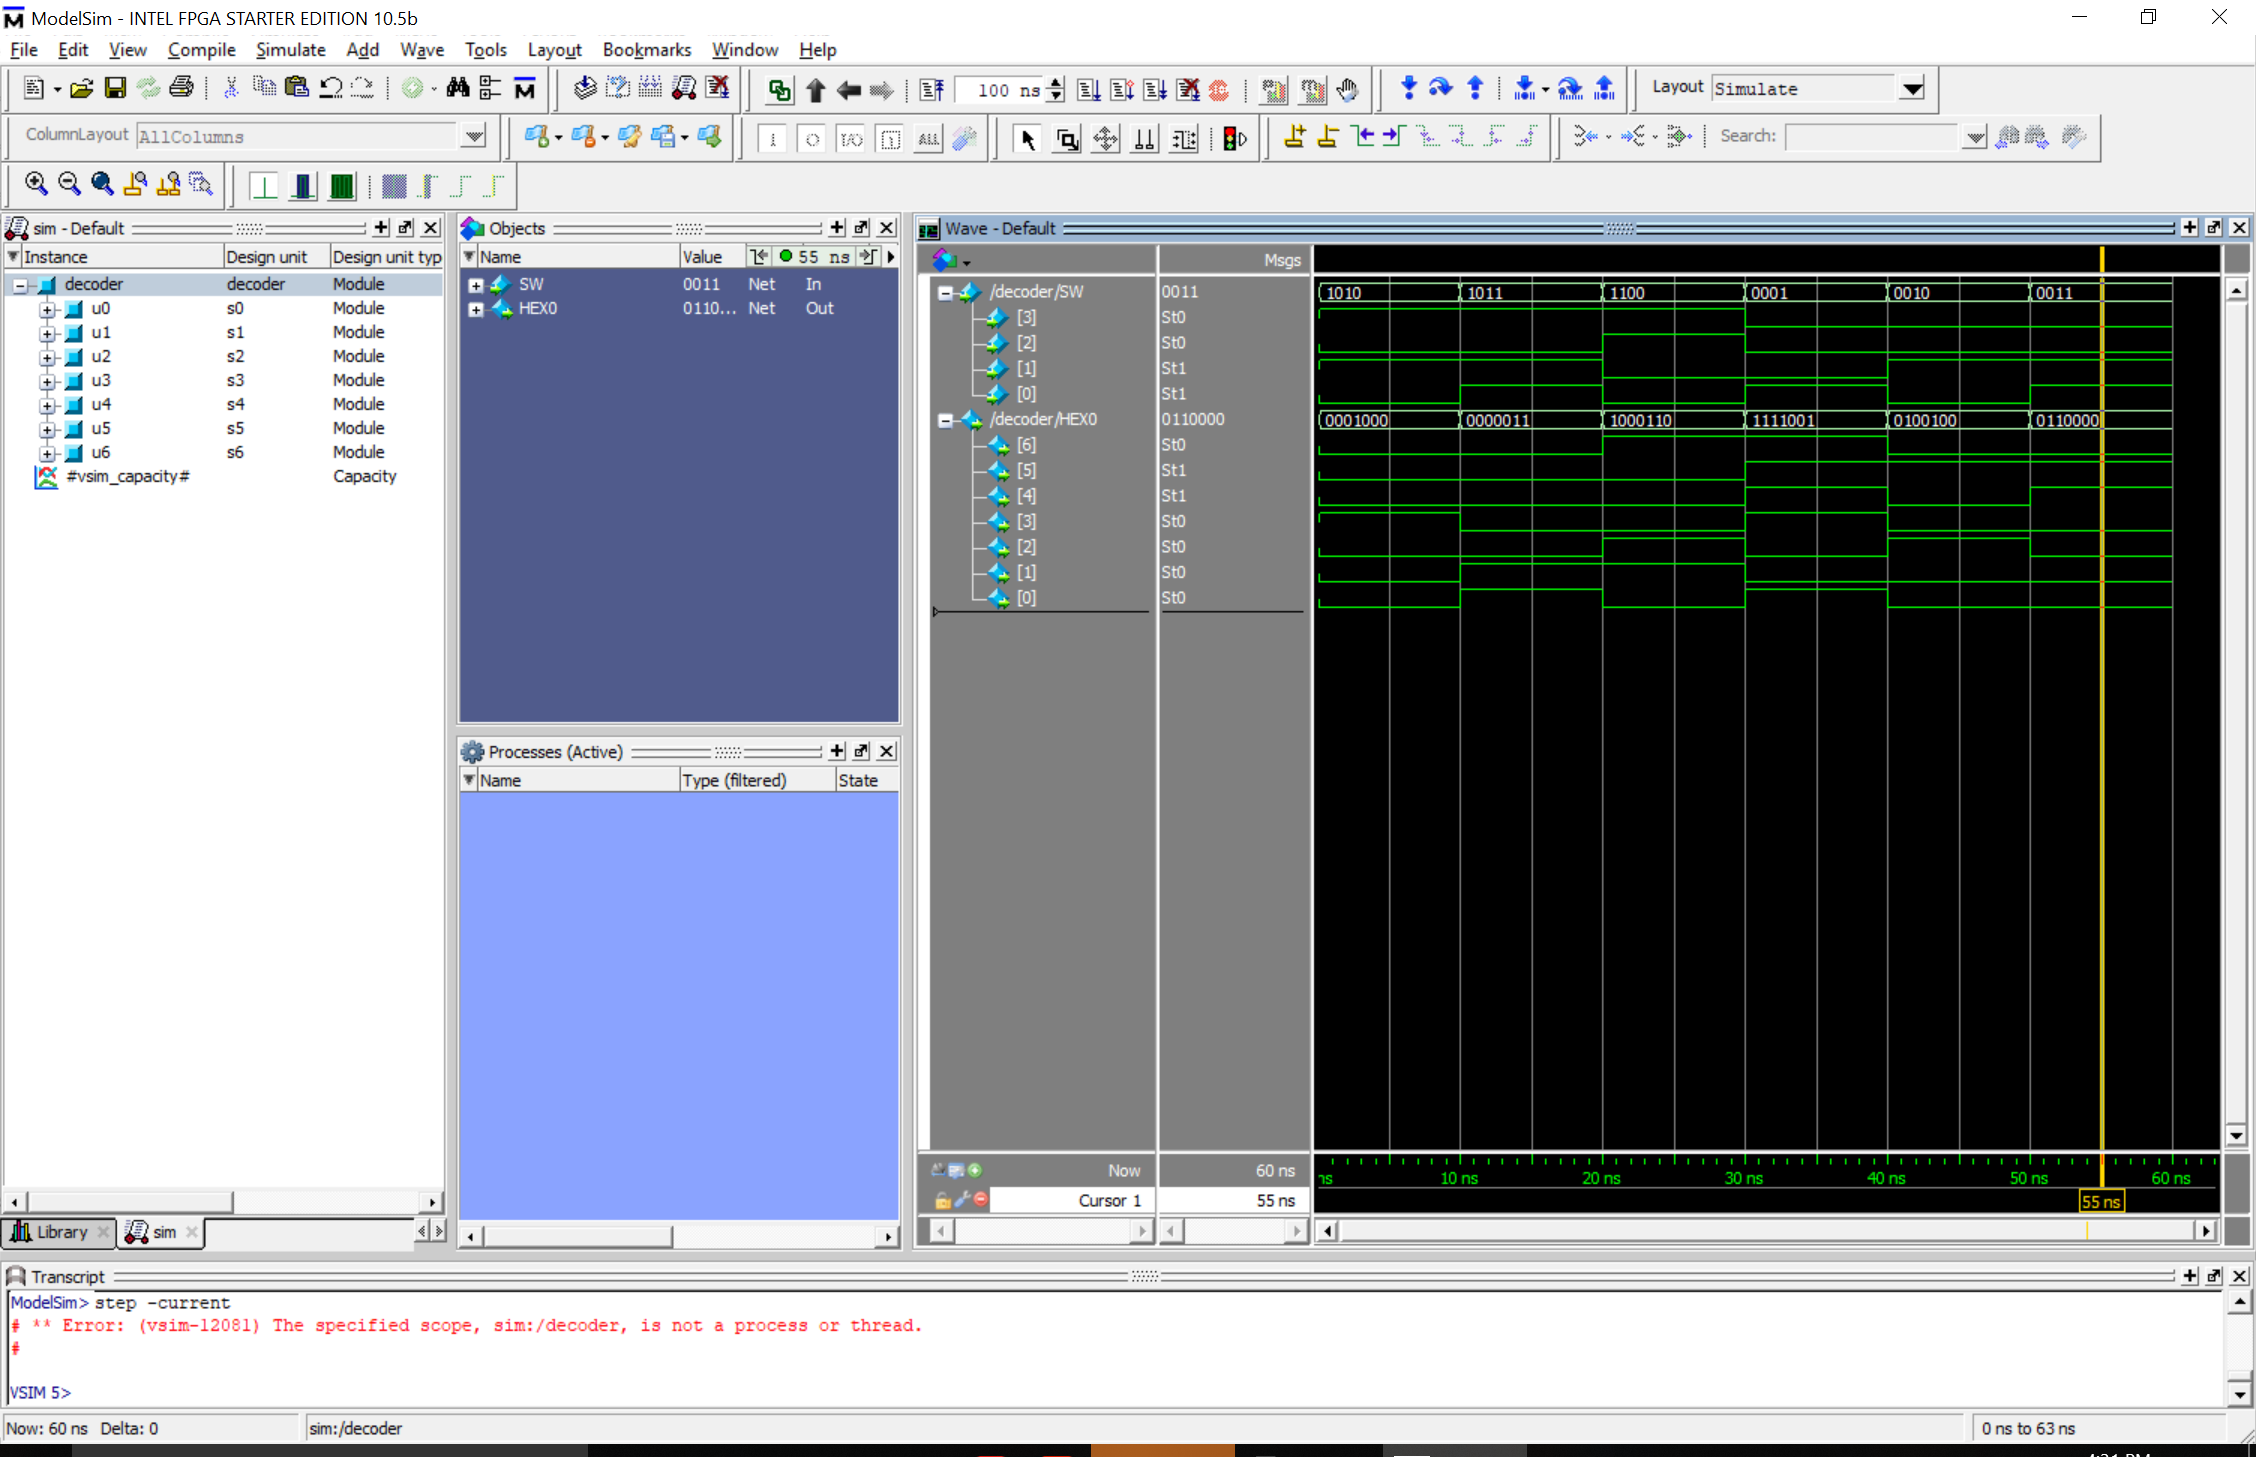 ModelSim - INTEL FPGA STARTER EDITION 10.5b
File Edit View Compile Simulate Add Wave Tools Layout Bookmarks Window Help
100 ns
Layout Simulate
ColumnLayout AllColumns
I O I/O ALL
Search:
sim - Default
Instance Design unit Design unit typ
decoder decoder Module
u0 s0 Module
u1 s1 Module
u2 s2 Module
u3 s3 Module
u4 s4 Module
u5 s5 Module
u6 s6 Module
#vsim_capacity# Capacity
Library sim
Objects
Name Value 55 ns
SW 0011 Net In
HEX0 0110... Net Out
Processes (Active)
Name Type (filtered) State
Wave - Default
Msgs
/decoder/SW 0011 1010 1011 1100 0001 0010 0011
[3] St0
[2] St0
[1] St1
[0] St1
/decoder/HEX0 0110000 0001000 0000011 1000110 1111001 0100100 0110000
[6] St0
[5] St1
[4] St1
[3] St0
[2] St0
[1] St0
[0] St0
Now 60 ns ns 10 ns 20 ns 30 ns 40 ns 50 ns 60 ns
Cursor 1 55 ns 55 ns
Transcript
ModelSim> step -current
# ** Error: (vsim-12081) The specified scope, sim:/decoder, is not a process or thread.
#
VSIM 5>
Now: 60 ns Delta: 0 sim:/decoder 0 ns to 63 ns